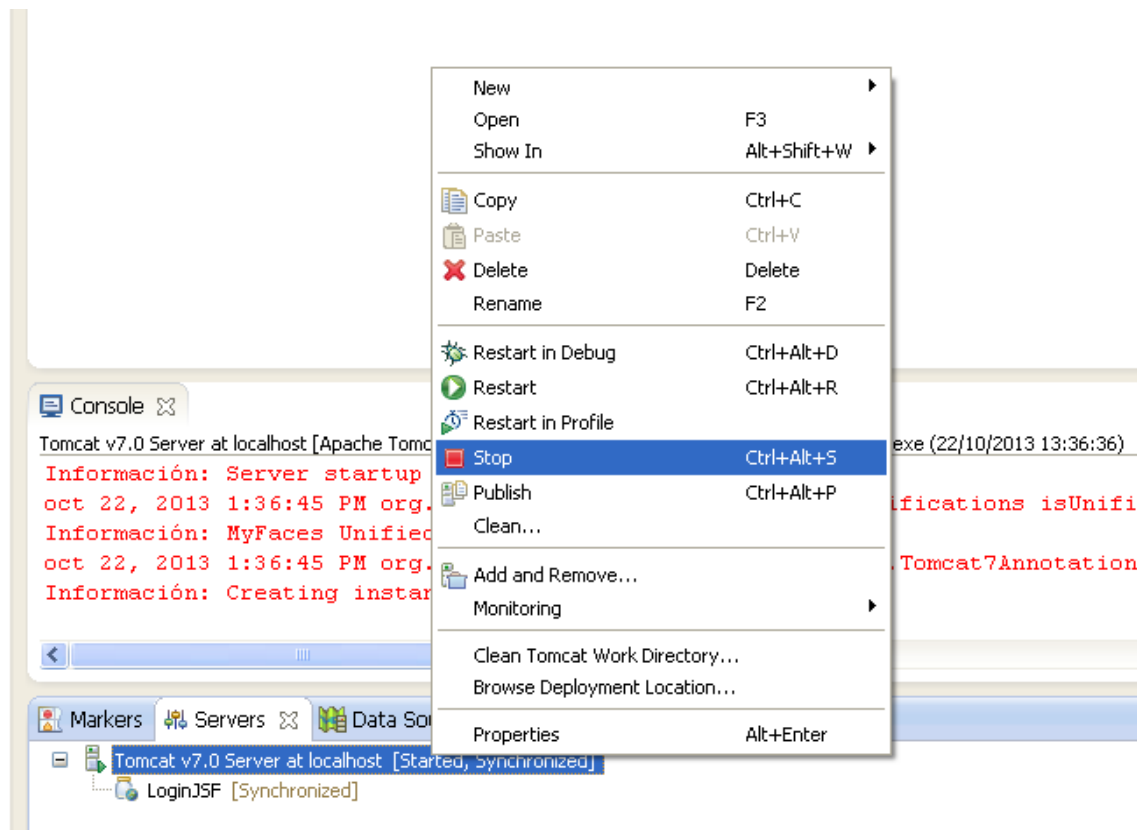 New
Open F3
Show In Alt+Shift+W
Copy Ctrl+C
Paste Ctrl+V
Delete Delete
Rename F2
Restart in Debug Ctrl+Alt+D
Restart Ctrl+Alt+R
Restart in Profile
Stop Ctrl+Alt+S
Publish Ctrl+Alt+P
Clean...
Add and Remove...
Monitoring
Clean Tomcat Work Directory...
Browse Deployment Location...
Properties Alt+Enter
Console
Tomcat v7.0 Server at localhost [Apache Tomc exe (22/10/2013 13:36:36)
Información: Server startup
oct 22, 2013 1:36:45 PM org. ifications isUnifi
Información: MyFaces Unified
oct 22, 2013 1:36:45 PM org. .Tomcat7Annotation
Información: Creating instan
Markers Servers Data Sou
Tomcat v7.0 Server at localhost [Started, Synchronized]
LoginJSF [Synchronized]